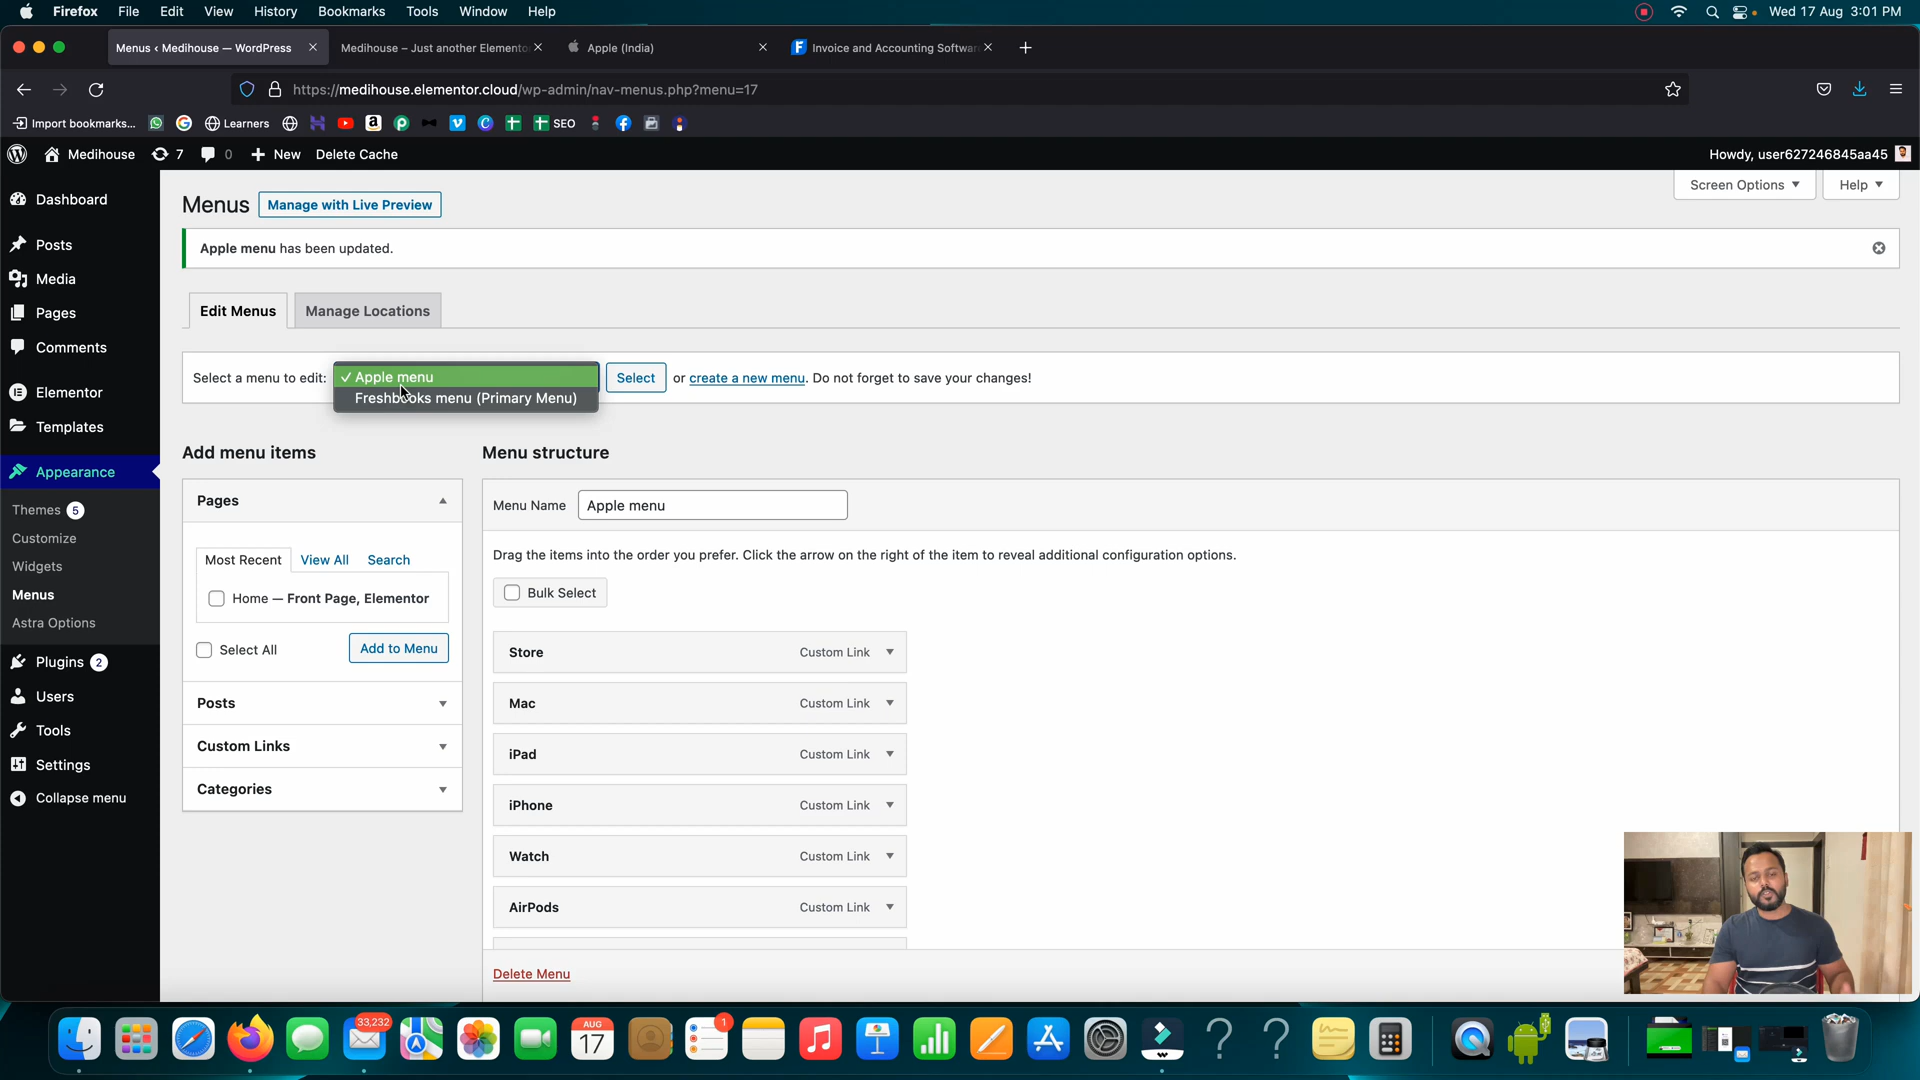 Firefox File Edit View History Bookmarks Tools Window Help Wed 17 Aug 3:01 PM
Menus ‹ Medihouse — WordPress Medihouse – Just another Elemento Apple (India) Invoice and Accounting Softwar
https://medihouse.elementor.cloud/wp-admin/nav-menus.php?menu=17
Import bookmarks... Learners SEO
Medihouse 7 0 New Delete Cache Howdy, user627246845aa45
Screen Options Help
Menus Manage with Live Preview
Apple menu has been updated.
Edit Menus Manage Locations
Select a menu to edit: ✓ Apple menu Select or create a new menu. Do not forget to save your changes!
Freshbooks menu (Primary Menu)
Dashboard
Posts
Media
Pages
Comments
Elementor
Templates
Appearance
Themes 5
Customize
Widgets
Menus
Astra Options
Plugins 2
Users
Tools
Settings
Collapse menu
Add menu items
Pages
Most Recent View All Search
Home — Front Page, Elementor
Select All Add to Menu
Posts
Custom Links
Categories
Menu structure
Menu Name Apple menu
Drag the items into the order you prefer. Click the arrow on the right of the item to reveal additional configuration options.
Bulk Select
Store Custom Link
Mac Custom Link
iPad Custom Link
iPhone Custom Link
Watch Custom Link
AirPods Custom Link
Delete Menu
33,232
AUG
17
1